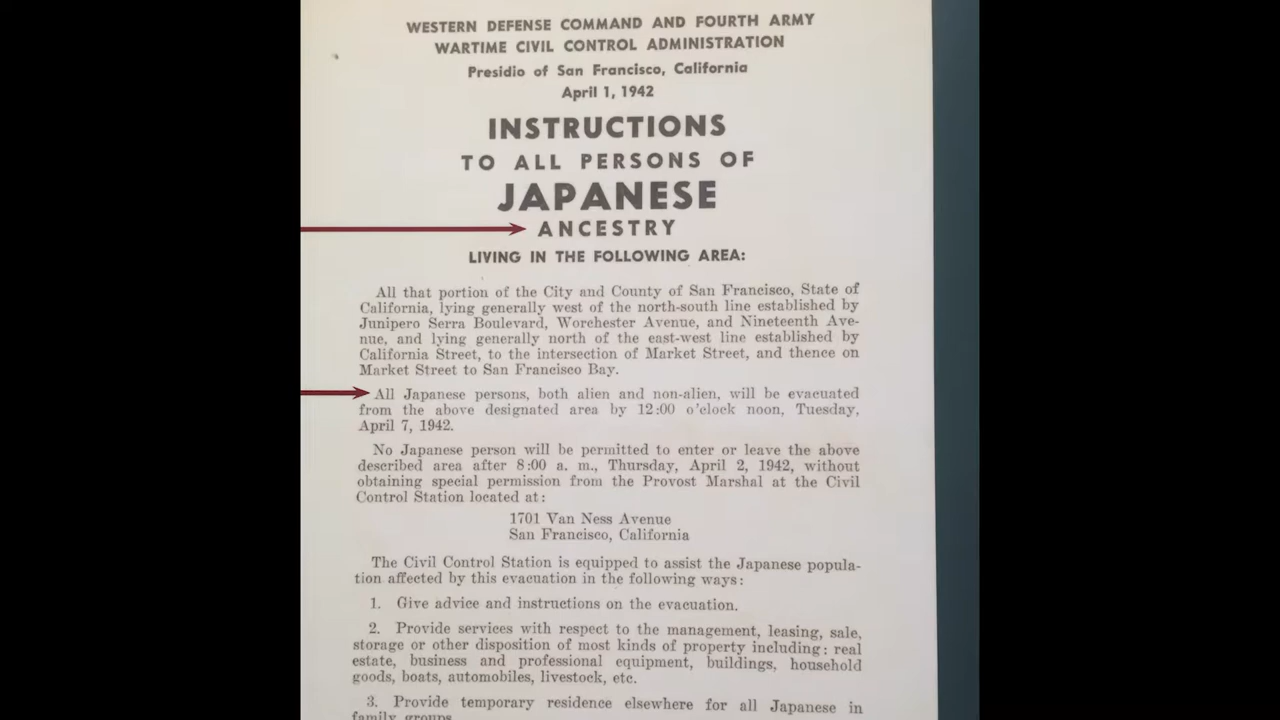 WESTERN DEFENSE COMMAND AND FOURTH ARMY
WARTIME CIVIL CONTROL ADMINISTRATION
Presidio of San Francisco, California
April 1, 1942
INSTRUCTIONS
TO ALL PERSONS OF
JAPANESE
ANCESTRY
LIVING IN THE FOLLOWING AREA:
All that portion of the City and County of San Francisco, State of
California, lying generally west of the north-south line established by
Junipero Serra Boulevard, Worchester Avenue, and Nineteenth Ave-
nue, and lying generally north of the east-west line established by
California Street, to the intersection of Market Street, and thence on
Market Street to San Francisco Bay.
All Japanese persons, both alien and non-alien, will be evacuated
from the above designated area by 12:00 o'clock noon, Tuesday,
April 7, 1942.
No Japanese person will be permitted to enter or leave the above
described area after 8:00 a. m., Thursday, April 2, 1942, without
obtaining special permission from the Provost Marshal at the Civil
Control Station located at:
1701 Van Ness Avenue
San Francisco, California
The Civil Control Station is equipped to assist the Japanese popula-
tion affected by this evacuation in the following ways:
1. Give advice and instructions on the evacuation.
2. Provide services with respect to the management, leasing, sale,
storage or other disposition of most kinds of property including: real
estate, business and professional equipment, buildings, household
goods, boats, automobiles, livestock, etc.
3. Provide temporary residence elsewhere for all Japanese in
family groups.